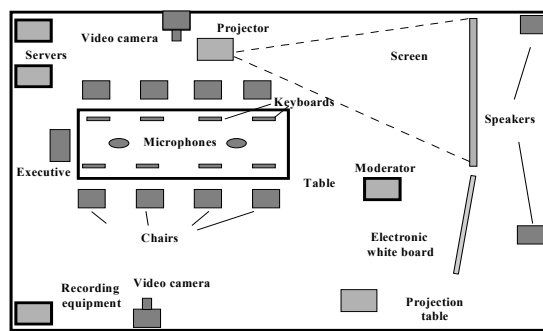 Video camera
Projector
Servers
Screen
Keyboards
Speakers
Microphones
Executive
Moderator
Table
Chairs
Electronic
white board
Recording
equipment
Video camera
Projection
table